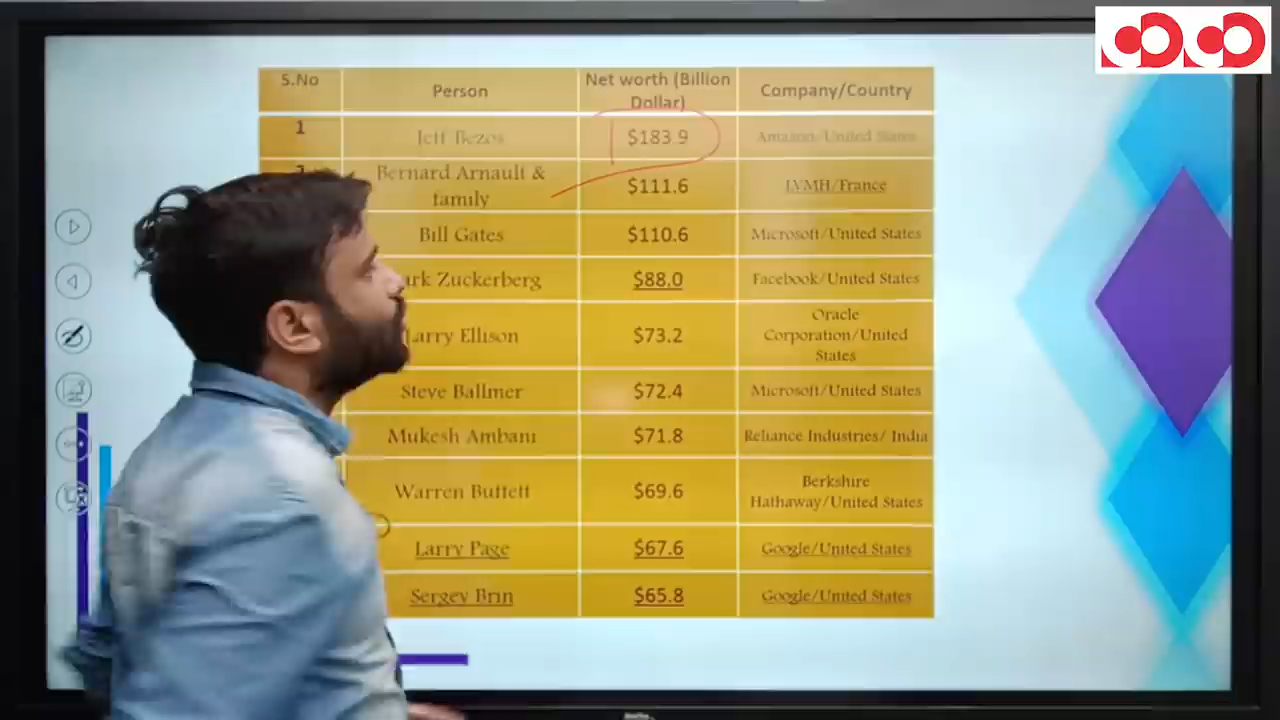 S.No
Person
Net worth (Billion
Dollar)
Company/Country
1
Jeff Bezos
$183.9
Amazon/United States
Bernard Arnault &
family
$111.6
LVMH/France
Bill Gates
$110.6
Microsoft/United States
ark Zuckerberg
$88.0
Facebook/United States
Larry Ellison
$73.2
Oracle
Corporation/United
States
Steve Ballmer
$72.4
Microsoft/United States
Mukesh Ambani
$71.8
Reliance Industries/ India
Warren Buffett
$69.6
Berkshire
Hathaway/United States
Larry Page
$67.6
Google/United States
Sergey Brin
$65.8
Google/United States